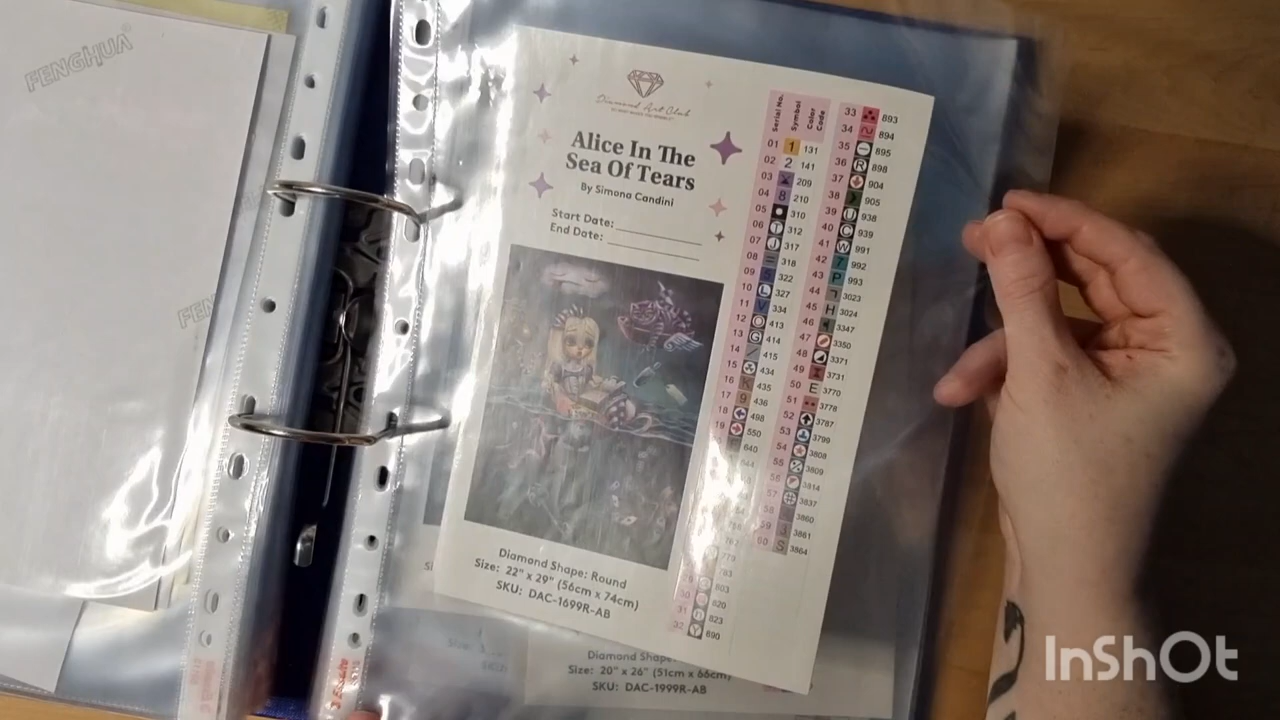 FENGHUA
Diamond Art Club
Alice In The
Sea Of Tears
By Simona Candini
Start Date:
End Date:
Diamond Shape: Round
Size: 22" x 29" (56cm x 74cm)
SKU: DAC-1699R-AB
Serial No. Symbol Color Code
01 1 131
02 2 141
03 209
04 8 210
05 310
06 T 312
07 J 317
08 = 318
09 322
10 L 327
11 V 334
12 O 413
13 G 414
14 / 415
15 434
16 K 435
17 9 436
18 498
19 550
640
779
803
30 820
31 823
32 Y 890
33 893
34 894
35 895
36 R 898
37 904
38 905
39 U 938
40 C 939
41 W 991
42 7 992
43 P 993
44 3023
45 H 3024
46 3347
47 3350
48 3371
49 I 3731
50 E 3770
51 3778
52 3787
53 3799
54 3808
55 3809
56 3814
57 3837
58 3860
59 3861
60 S 3864
Size: 20" x 26" (51cm x 66cm)
SKU: DAC-1999R-AB
InShOt